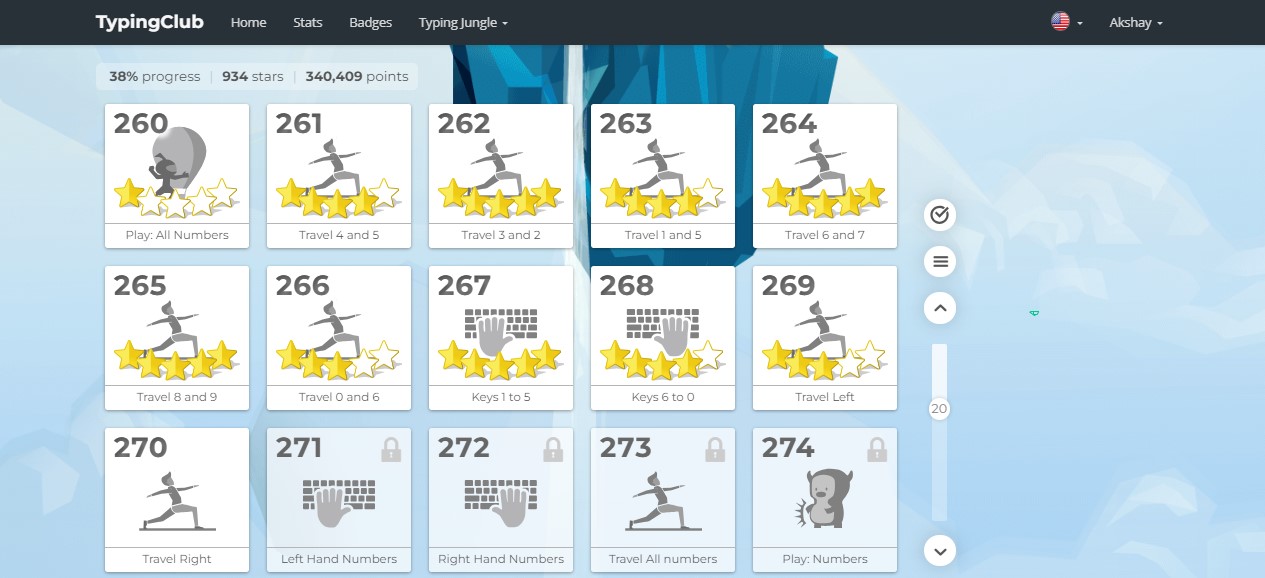 TypingClub Home Stats Badges Typing Jungle Akshay
38% progress | 934 stars | 340,409 points
260 261 262 263 264
Play: All Numbers Travel 4 and 5 Travel 3 and 2 Travel 1 and 5 Travel 6 and 7
265 266 267 268 269
Travel 8 and 9 Travel 0 and 6 Keys 1 to 5 Keys 6 to 0 Travel Left
20
270 271 272 273 274
Travel Right Left Hand Numbers Right Hand Numbers Travel All numbers Play: Numbers